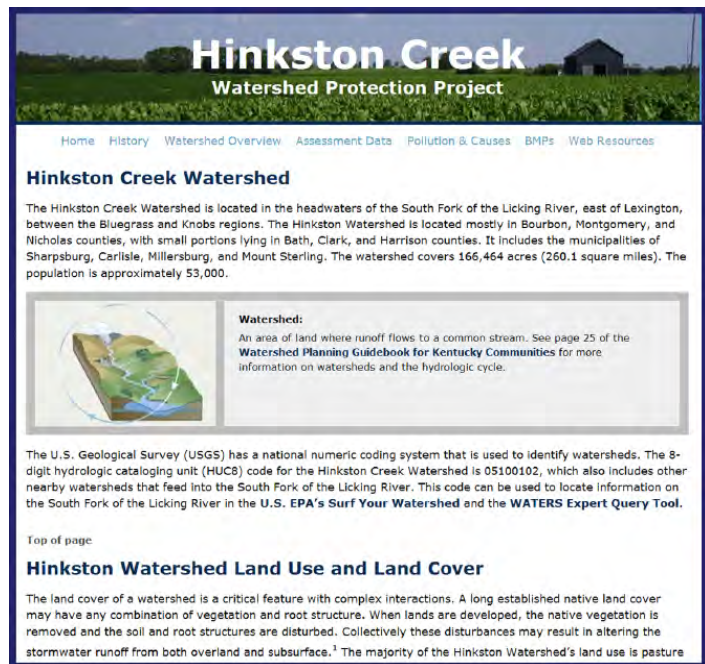 Hinkston Creek
Watershed Protection Project
Home History Watershed Overview Assessment Data Pollution & Causes BMPs Web Resources
Hinkston Creek Watershed
The Hinkston Creek Watershed is located in the headwaters of the South Fork of the Licking River, east of Lexington,
between the Bluegrass and Knobs regions. The Hinkston Watershed is located mostly in Bourbon, Montgomery, and
Nicholas counties, with small portions lying in Bath, Clark, and Harrison counties. It includes the municipalities of
Sharpsburg, Carlisle, Millersburg, and Mount Sterling. The watershed covers 166,464 acres (260.1 square miles). The
population is approximately 53,000.
Watershed:
An area of land where runoff flows to a common stream. See page 25 of the
Watershed Planning Guidebook for Kentucky Communities for more
information on watersheds and the hydrologic cycle.
The U.S. Geological Survey (USGS) has a national numeric coding system that is used to identify watersheds. The 8-
digit hydrologic cataloging unit (HUC8) code for the Hinkston Creek Watershed is 05100102, which also includes other
nearby watersheds that feed into the South Fork of the Licking River. This code can be used to locate information on
the South Fork of the Licking River in the U.S. EPA's Surf Your Watershed and the WATERS Expert Query Tool.
Top of page
Hinkston Watershed Land Use and Land Cover
The land cover of a watershed is a critical feature with complex interactions. A long established native land cover
may have any combination of vegetation and root structure. When lands are developed, the native vegetation is
removed and the soil and root structures are disturbed. Collectively these disturbances may result in altering the
stormwater runoff from both overland and subsurface.¹ The majority of the Hinkston Watershed's land use is pasture